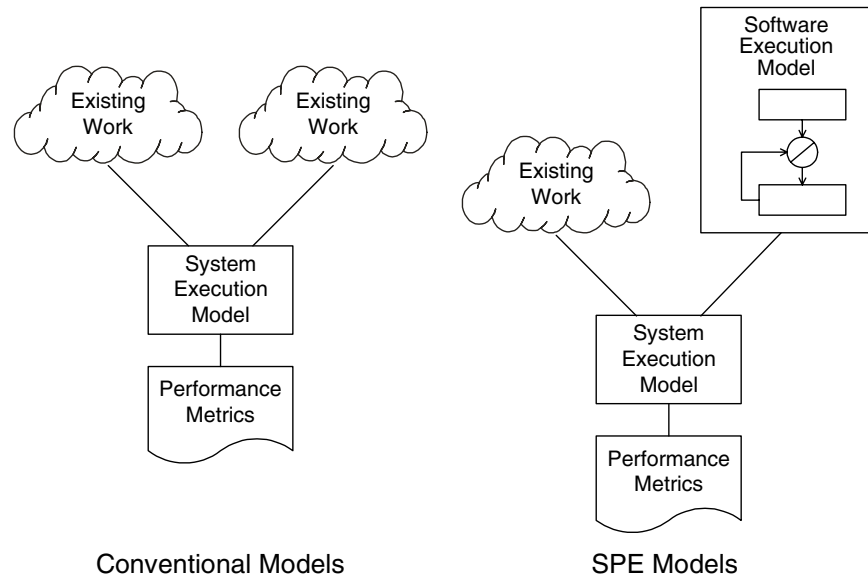 Existing
Work
Existing
Work
System
Execution
Model
Performance
Metrics
Conventional Models
Software
Execution
Model
Existing
Work
System
Execution
Model
Performance
Metrics
SPE Models